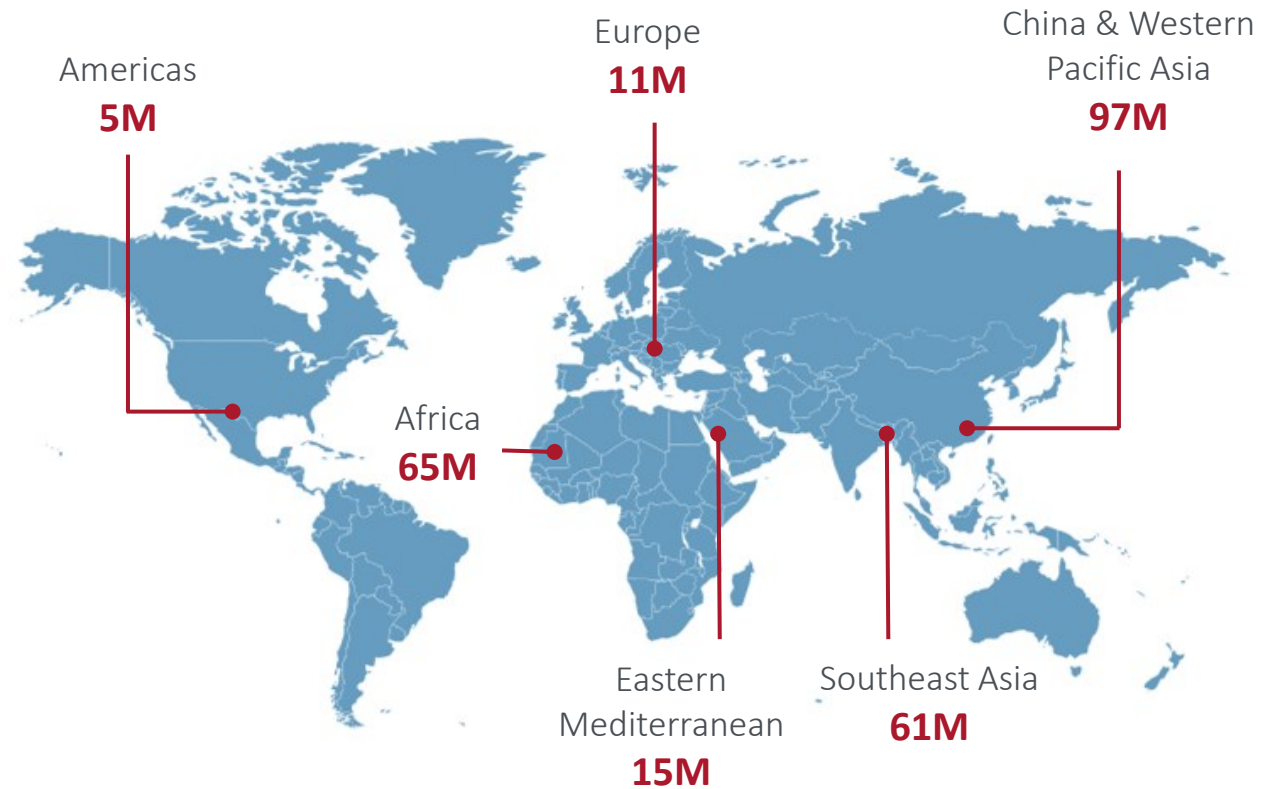 Americas
5M
Europe
11M
China & Western
Pacific Asia
97M
Africa
65M
Eastern
Mediterranean
15M
Southeast Asia
61M